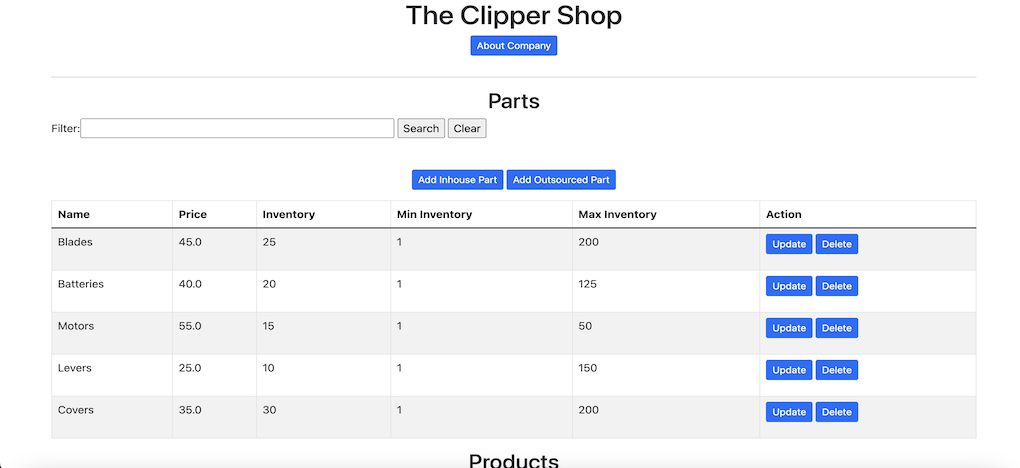 The Clipper Shop
About Company
Parts
Filter: Search Clear
Add Inhouse Part Add Outsourced Part
Name Price Inventory Min Inventory Max Inventory Action
Blades 45.0 25 1 200 Update Delete
Batteries 40.0 20 1 125 Update Delete
Motors 55.0 15 1 50 Update Delete
Levers 25.0 10 1 150 Update Delete
Covers 35.0 30 1 200 Update Delete
Products